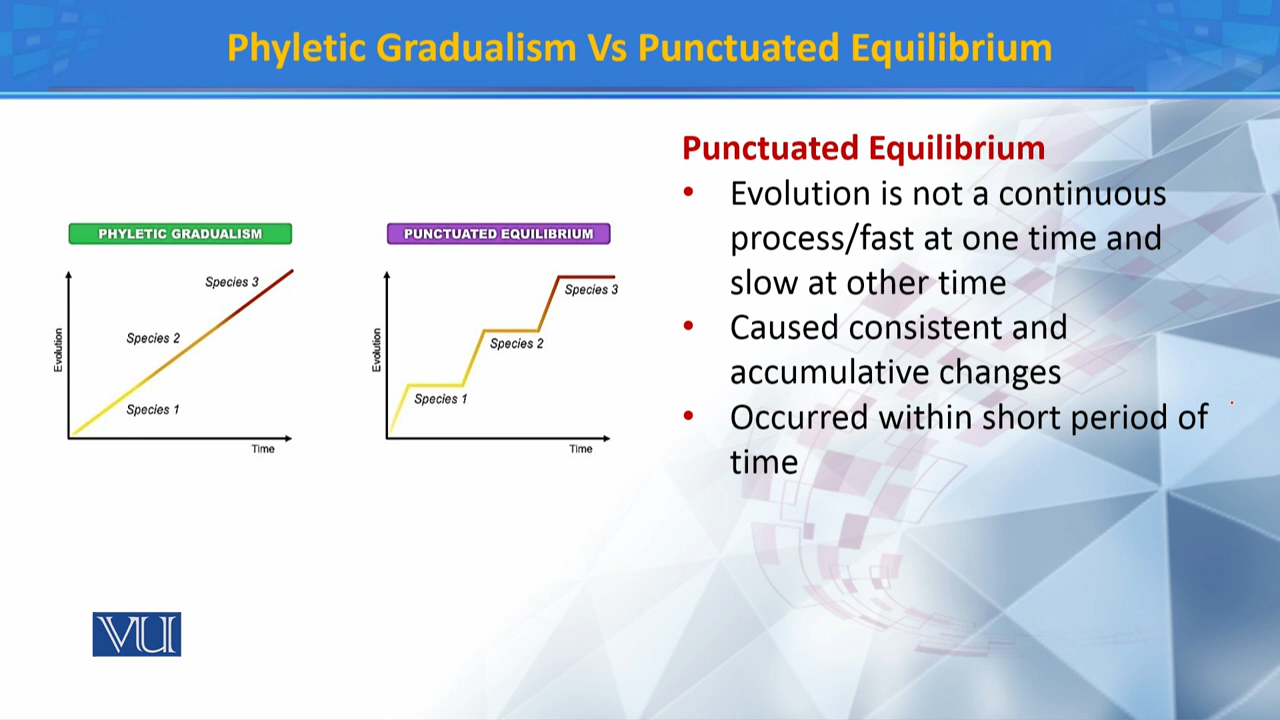 Phyletic Gradualism Vs Punctuated Equilibrium
PHYLETIC GRADUALISM
Species 3
Species 2
Species 1
Evolution
Time
PUNCTUATED EQUILIBRIUM
Species 3
Species 2
Species 1
Evolution
Time
Punctuated Equilibrium
• Evolution is not a continuous
process/fast at one time and
slow at other time
• Caused consistent and
accumulative changes
• Occurred within short period of
time
VU